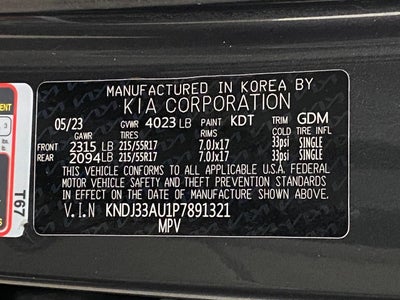 MANUFACTURED IN KOREA BY
KIA CORPORATION
05/23 GVWR 4023 LB PAINT KDT TRIM GDM
GAWR TIRES RIMS COLD TIRE INFL
FRONT 2315 LB 215/55R17 7.0Jx17 33psi SINGLE
REAR 2094 LB 215/55R17 7.0Jx17 33psi SINGLE
THIS VEHICLE CONFORMS TO ALL APPLICABLE U.S.A. FEDERAL
MOTOR VEHICLE SAFETY AND THEFT PREVENTION STANDARDS
IN EFFECT ON THE DATE OF MANUFACTURE SHOWN ABOVE.
V.I.N KNDJ33AU1P7891321
MPV
T67